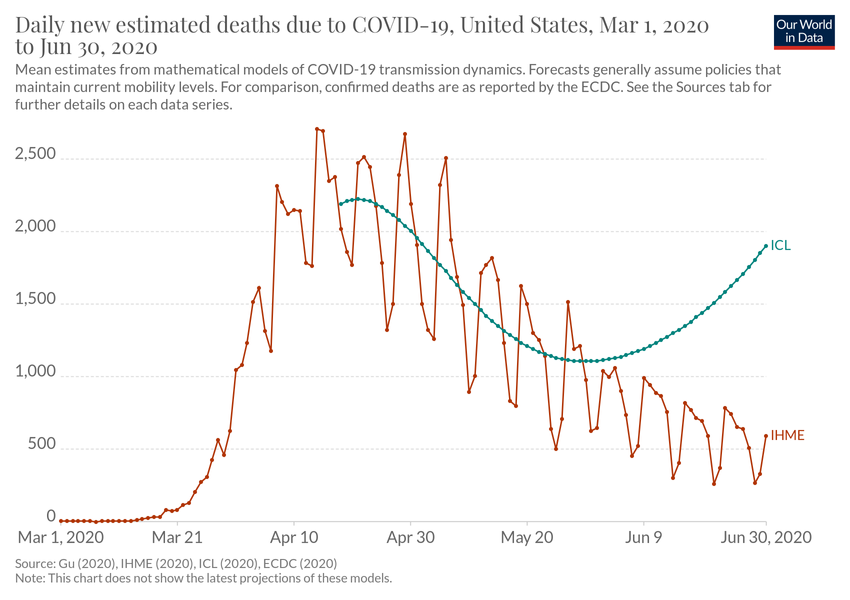 Daily new estimated deaths due to COVID-19, United States, Mar 1, 2020
to Jun 30, 2020
Our World
in Data
Mean estimates from mathematical models of COVID-19 transmission dynamics. Forecasts generally assume policies that
maintain current mobility levels. For comparison, confirmed deaths are as reported by the ECDC. See the Sources tab for
further details on each data series.
2,500
2,000
1,500
1,000
500
0
ICL
IHME
Mar 1, 2020
Mar 21
Apr 10
Apr 30
May 20
Jun 9
Jun 30, 2020
Source: Gu (2020), IHME (2020), ICL (2020), ECDC (2020)
Note: This chart does not show the latest projections of these models.